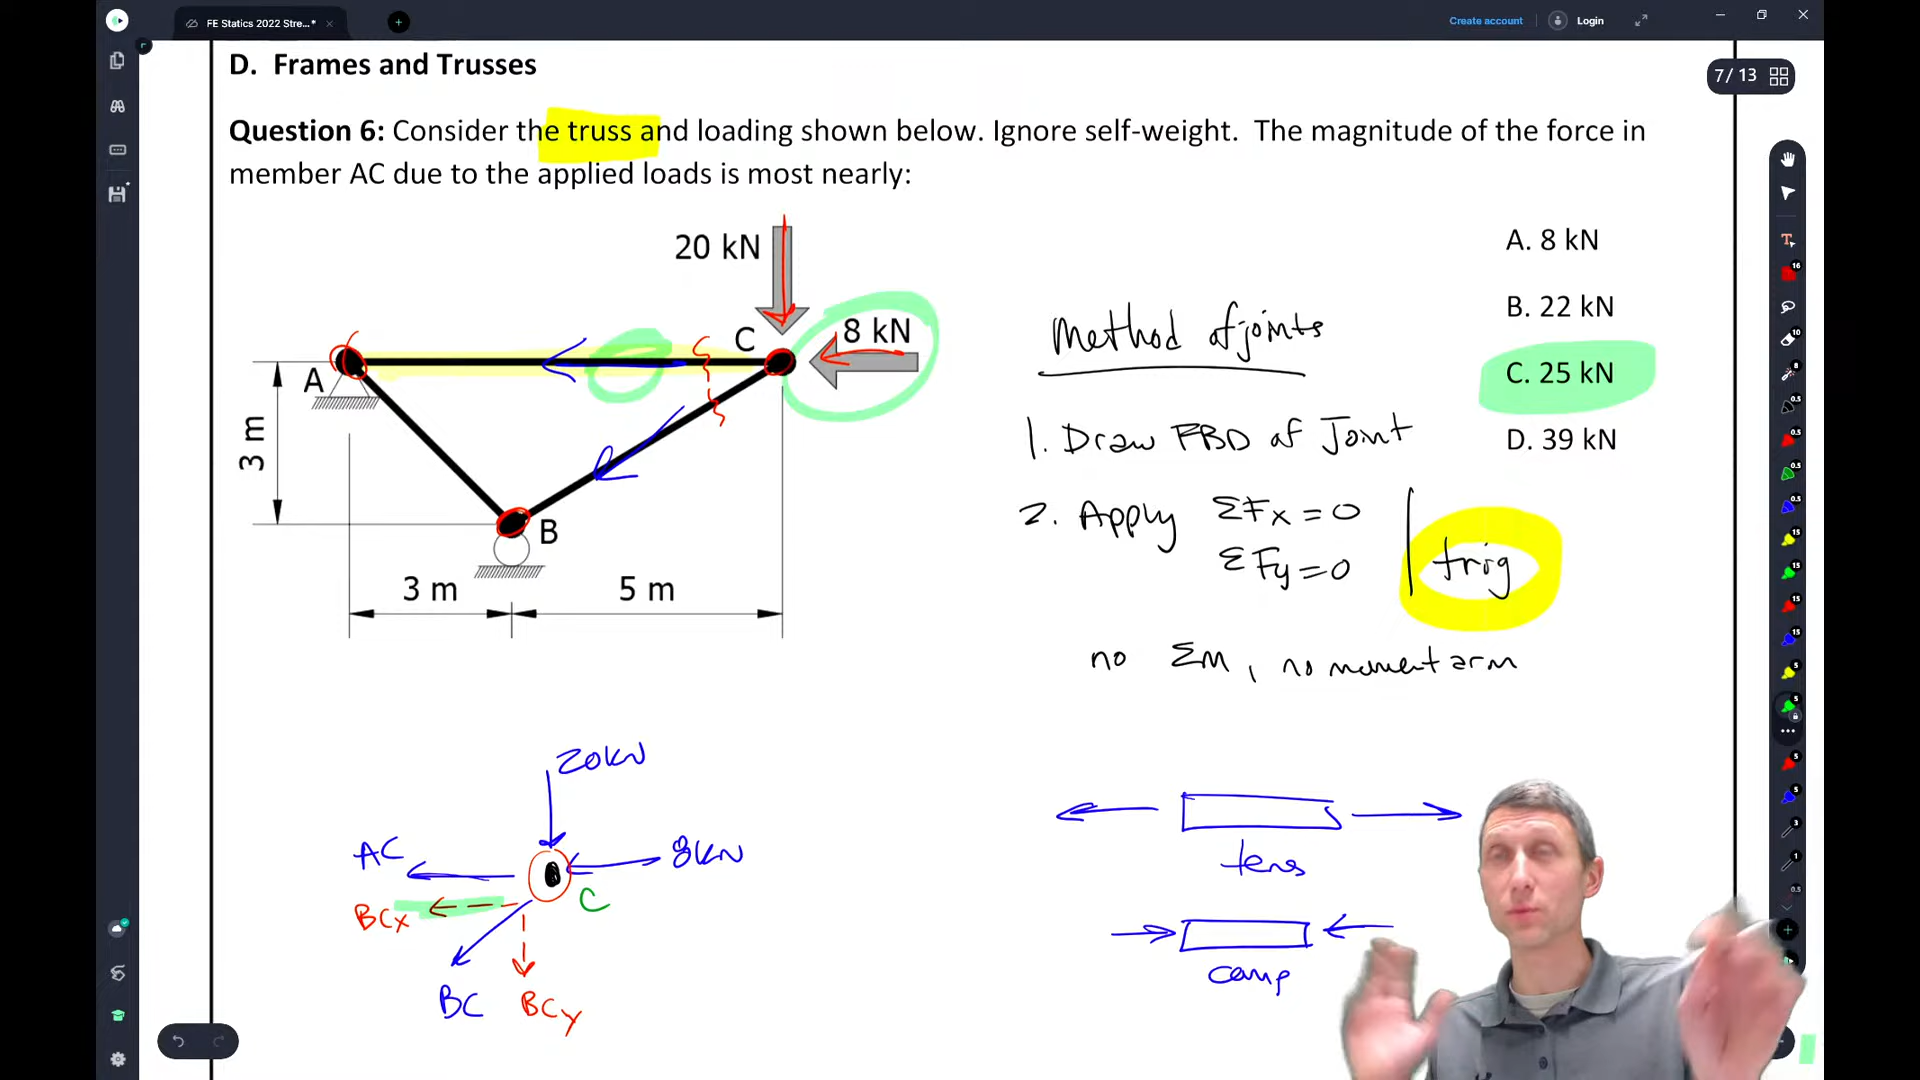 FE Statics 2022 Stre...*
Create account
Login
7/ 13
D. Frames and Trusses
Question 6: Consider the truss and loading shown below. Ignore self-weight. The magnitude of the force in
member AC due to the applied loads is most nearly:
20 kN
8 kN
C
A
B
3 m
3 m
5 m
A. 8 kN
B. 22 kN
C. 25 kN
D. 39 kN
Method of joints
1. Draw FBD of Joint
2. Apply ΣFx = 0
ΣFy = 0
trig
no ΣM, no moment arm
20kN
AC
8kN
C
BCx
BC
BCy
tens
comp